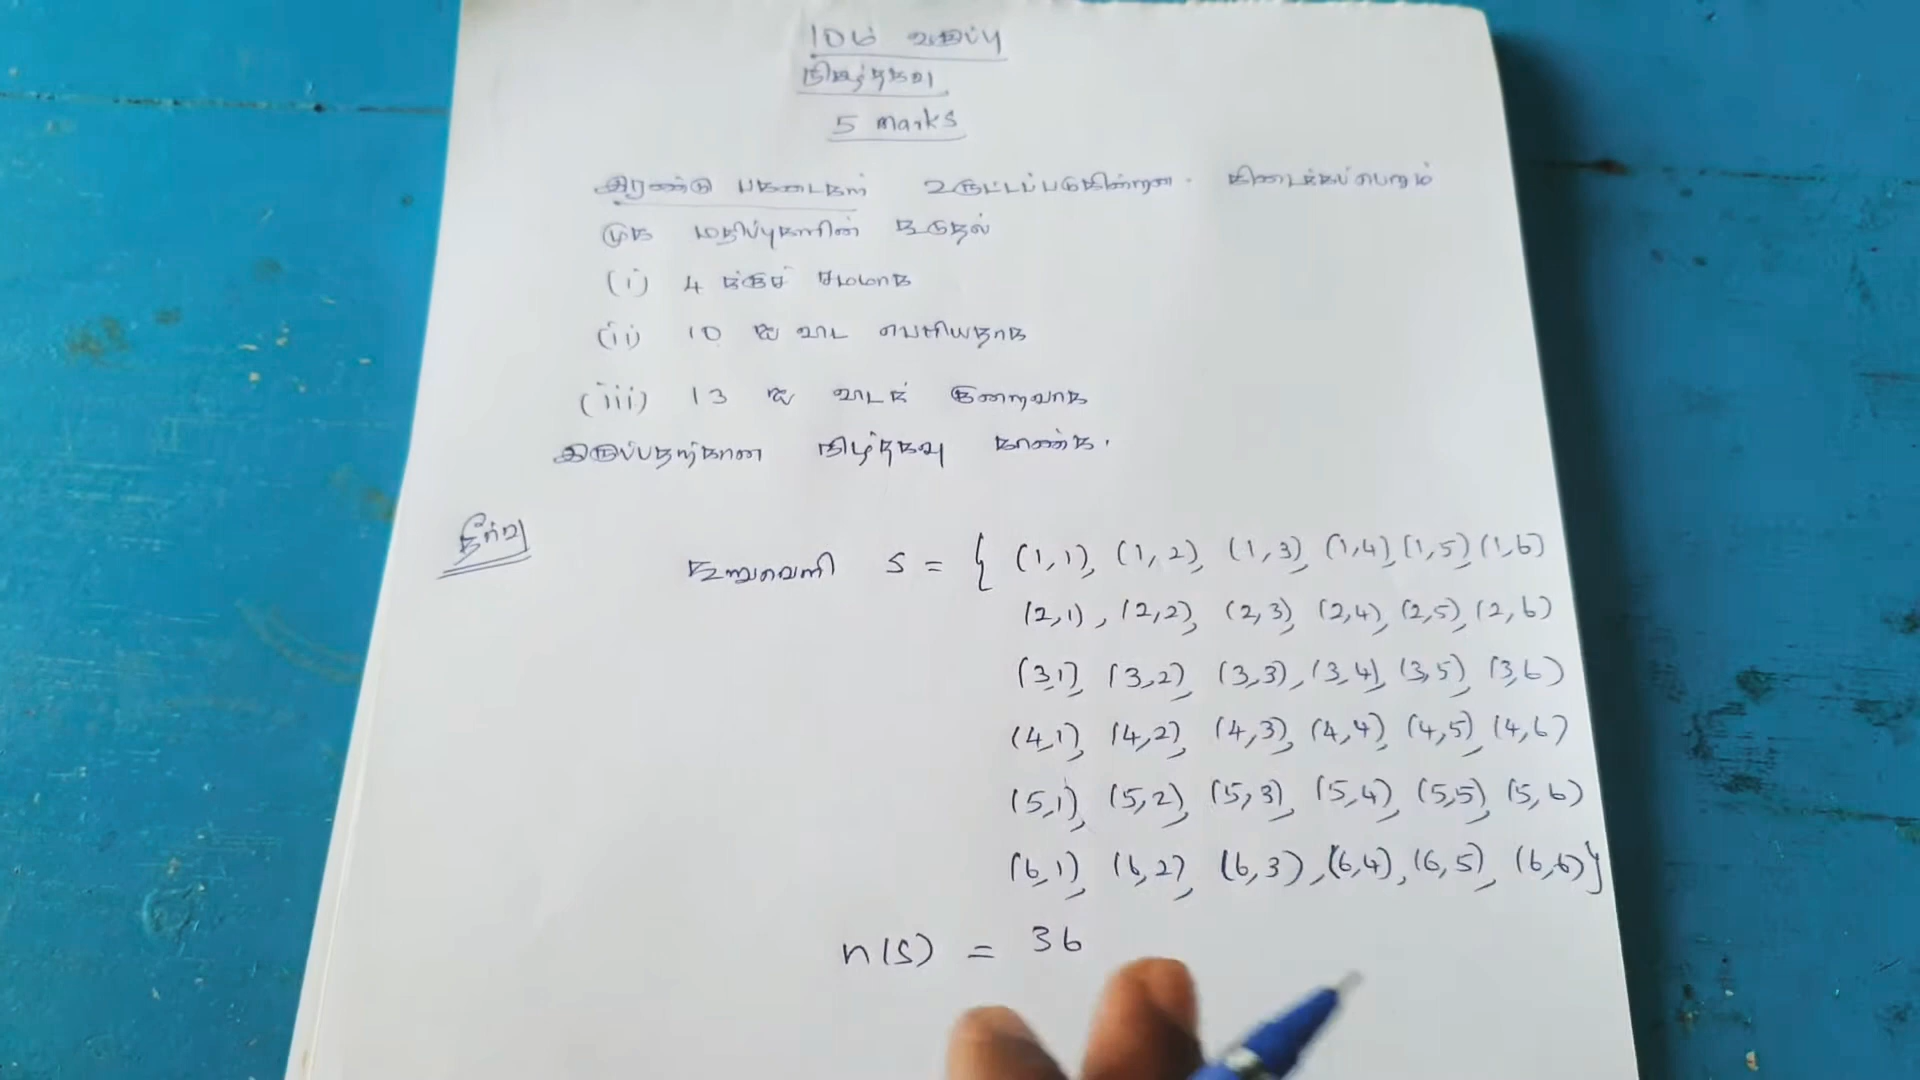 10ம் வகுப்பு
நிகழ்தகவு
5 marks
இரண்டு பகடைகள் உருட்டப்படுகின்றன. கிடைக்கப்பெறும்
முக மதிப்புகளின் கூடுதல்
(i) 4 க்குச் சமமாக
(ii) 10 ஐ விட பெரியதாக
(iii) 13 ஐ விடக் குறைவாக
இருப்பதற்கான நிழ்தகவு காண்க.
தீர்வு
கூறுவெளி S = { (1,1), (1,2), (1,3), (1,4), (1,5), (1,6)
(2,1), (2,2), (2,3), (2,4), (2,5), (2,6)
(3,1), (3,2), (3,3), (3,4), (3,5), (3,6)
(4,1), (4,2), (4,3), (4,4), (4,5), (4,6)
(5,1), (5,2), (5,3), (5,4), (5,5), (5,6)
(6,1), (6,2), (6,3), (6,4), (6,5), (6,6)}
n(S) = 36